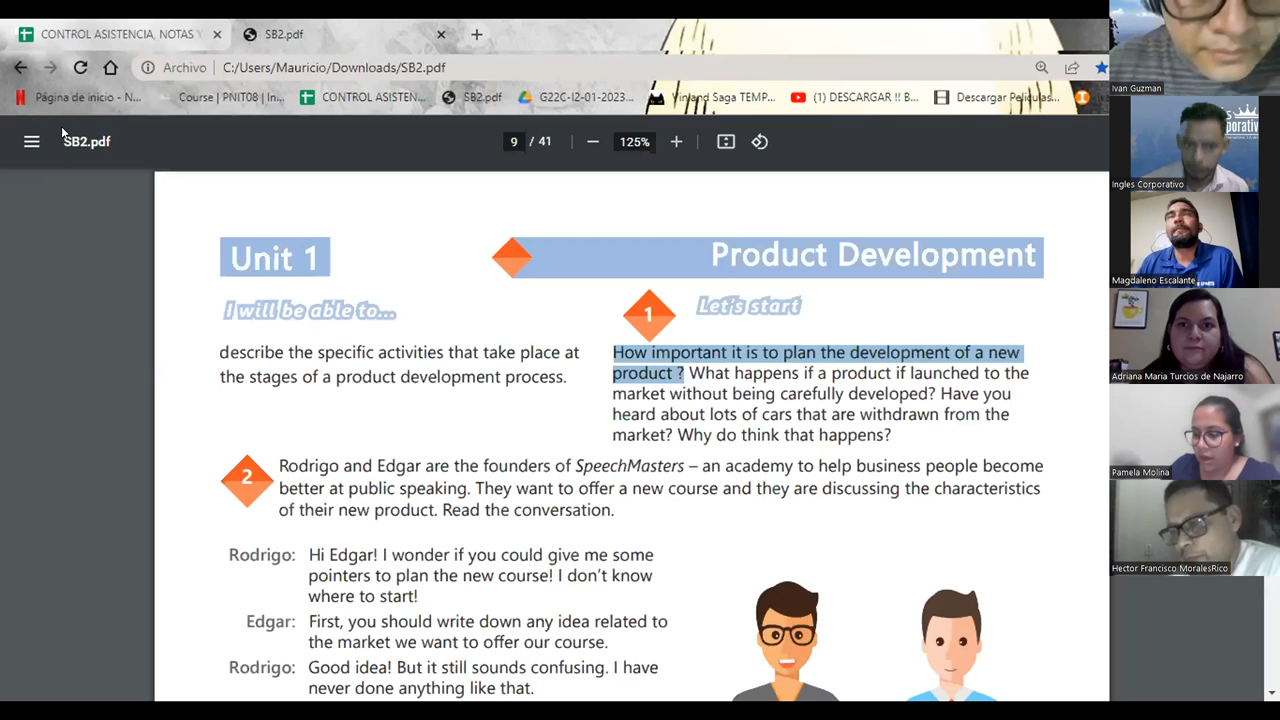 CONTROL ASISTENCIA, NOTAS Y
SB2.pdf
Archivo
C:/Users/Mauricio/Downloads/SB2.pdf
Página de inicio - N...
Course | PNIT08 | In...
CONTROL ASISTEN...
SB2.pdf
G22C-I2-01-2023...
Vinland Saga TEMP...
(1) DESCARGAR !! B...
Descargar Peliculas...
SB2.pdf
9 / 41
125%
Unit 1
Product Development
I will be able to...
describe the specific activities that take place at
the stages of a product development process.
1
Let's start
How important it is to plan the development of a new
product ? What happens if a product if launched to the
market without being carefully developed? Have you
heard about lots of cars that are withdrawn from the
market? Why do think that happens?
2
Rodrigo and Edgar are the founders of SpeechMasters – an academy to help business people become
better at public speaking. They want to offer a new course and they are discussing the characteristics
of their new product. Read the conversation.
Rodrigo: Hi Edgar! I wonder if you could give me some
pointers to plan the new course! I don't know
where to start!
Edgar: First, you should write down any idea related to
the market we want to offer our course.
Rodrigo: Good idea! But it still sounds confusing. I have
never done anything like that.
Ivan Guzman
Ingles Corporativo
Magdaleno Escalante
Adriana Maria Turcios de Najarro
Pamela Molina
Hector Francisco MoralesRico